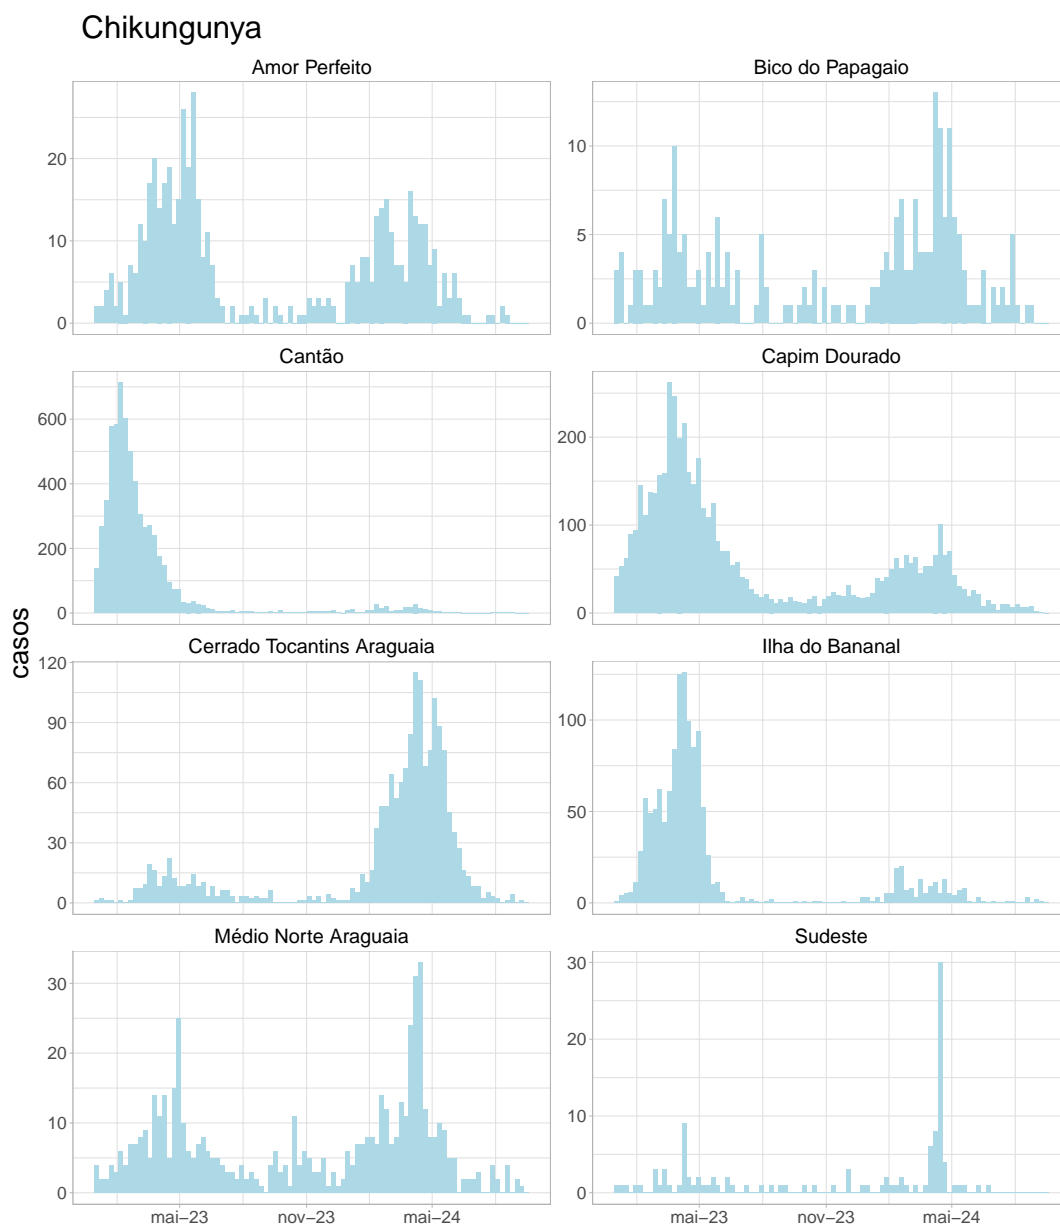 Chikungunya
Amor Perfeito
Bico do Papagaio
20
10
0
10
5
0
Cantão
Capim Dourado
600
400
200
0
200
100
0
casos
Cerrado Tocantins Araguaia
Ilha do Bananal
120
90
60
30
0
100
50
0
Médio Norte Araguaia
Sudeste
30
20
10
0
30
20
10
0
mai−23
nov−23
mai−24
mai−23
nov−23
mai−24